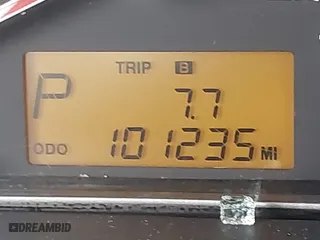 TRIP B
P 7.7
ODO 101235 MI
DREAMBID